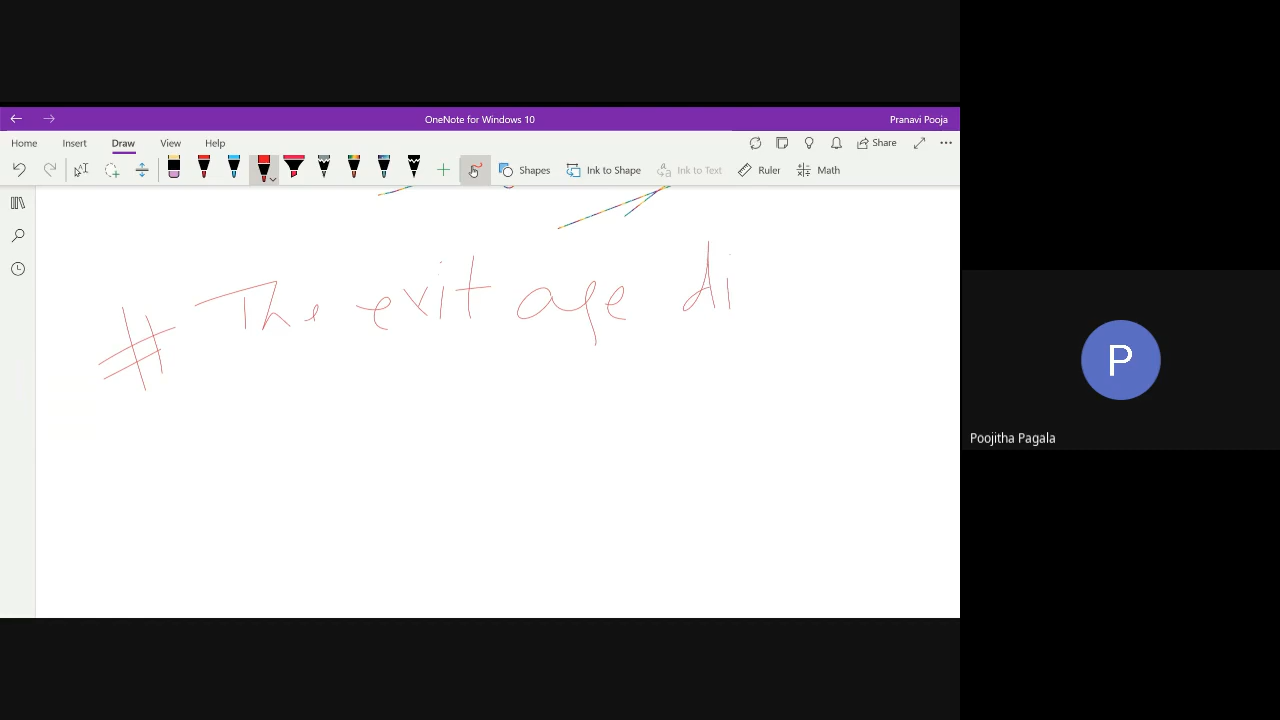 OneNote for Windows 10
Pranavi Pooja
Home Insert Draw View Help
Share
Shapes Ink to Shape Ink to Text Ruler Math
# The exit age di
P
Poojitha Pagala